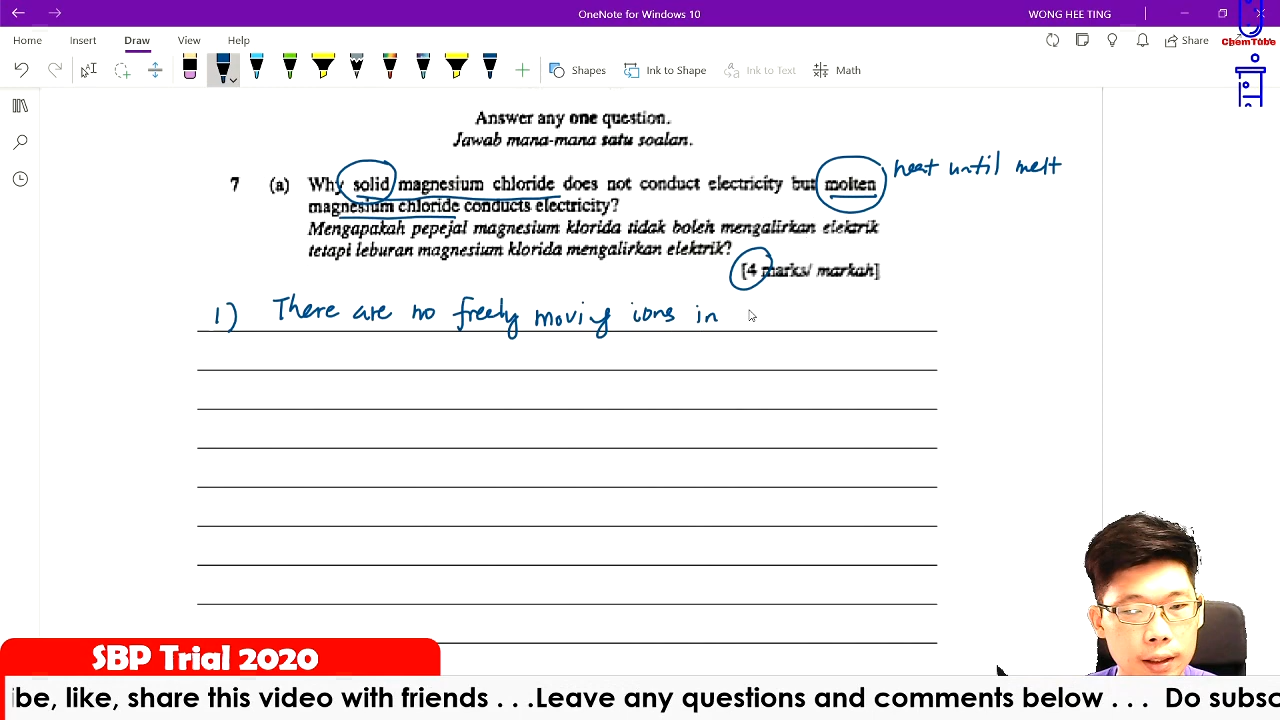 OneNote for Windows 10
WONG HEE TING
Home Insert Draw View Help
Share
ChemTube
Shapes Ink to Shape Ink to Text Math
Answer any one question.
Jawab mana-mana satu soalan.
heat until melt
7 (a) Why solid magnesium chloride does not conduct electricity but molten
magnesium chloride conducts electricity?
Mengapakah pepejal magnesium klorida tidak boleh mengalirkan elektrik
tetapi leburan magnesium klorida mengalirkan elektrik?
[4 marks/ markah]
1) There are no freely moving ions in
SBP Trial 2020
ibe, like, share this video with friends . . .Leave any questions and comments below . . . Do subsc